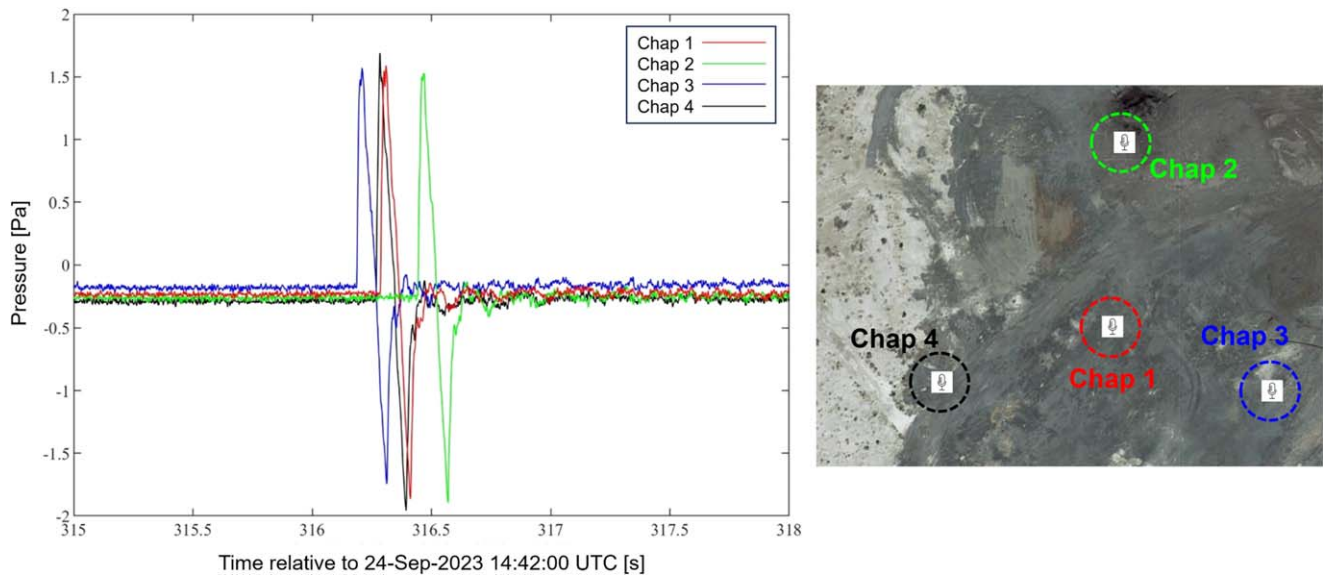 2
1.5
1
0.5
0
-0.5
-1
-1.5
-2
Pressure [Pa]
315
315.5
316
316.5
317
317.5
318
Time relative to 24-Sep-2023 14:42:00 UTC [s]
Chap 1
Chap 2
Chap 3
Chap 4
Chap 2
Chap 4
Chap 3
Chap 1